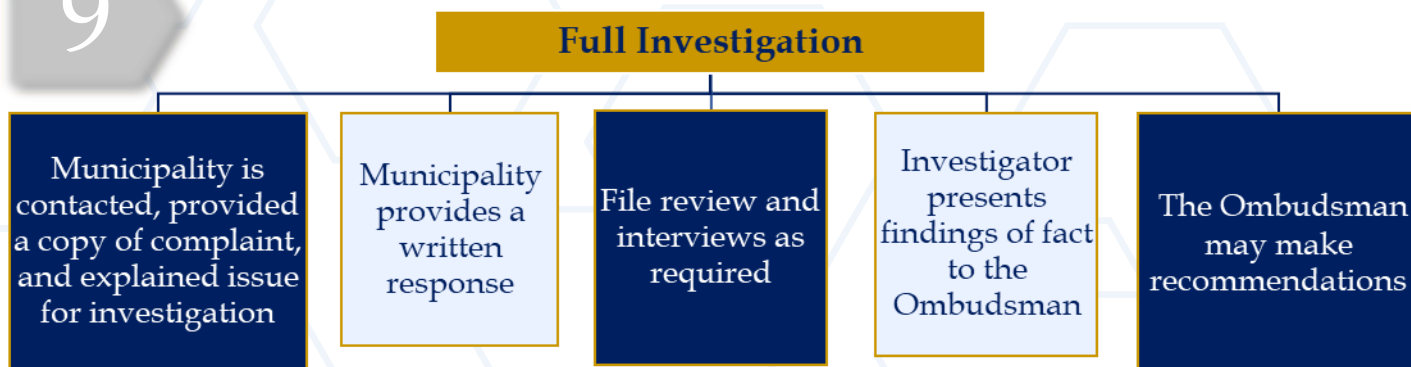 9
Full Investigation
Municipality is
contacted, provided
a copy of complaint,
and explained issue
for investigation
Municipality
provides a
written
response
File review and
interviews as
required
Investigator
presents
findings of fact
to the
Ombudsman
The Ombudsman
may make
recommendations